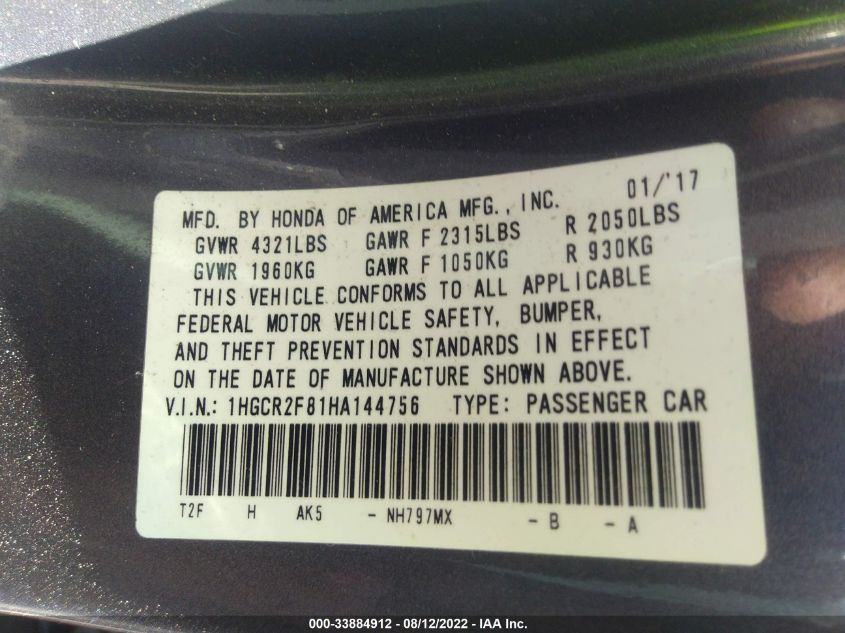 MFD. BY HONDA OF AMERICA MFG., INC. 01/'17
GVWR 4321LBS GAWR F 2315LBS R 2050LBS
GVWR 1960KG GAWR F 1050KG R 930KG
THIS VEHICLE CONFORMS TO ALL APPLICABLE
FEDERAL MOTOR VEHICLE SAFETY, BUMPER,
AND THEFT PREVENTION STANDARDS IN EFFECT
ON THE DATE OF MANUFACTURE SHOWN ABOVE.
V.I.N.: 1HGCR2F81HA144756 TYPE: PASSENGER CAR
T2F H AK5 - NH797MX - B - A
000-33884912 - 08/12/2022 - IAA Inc.